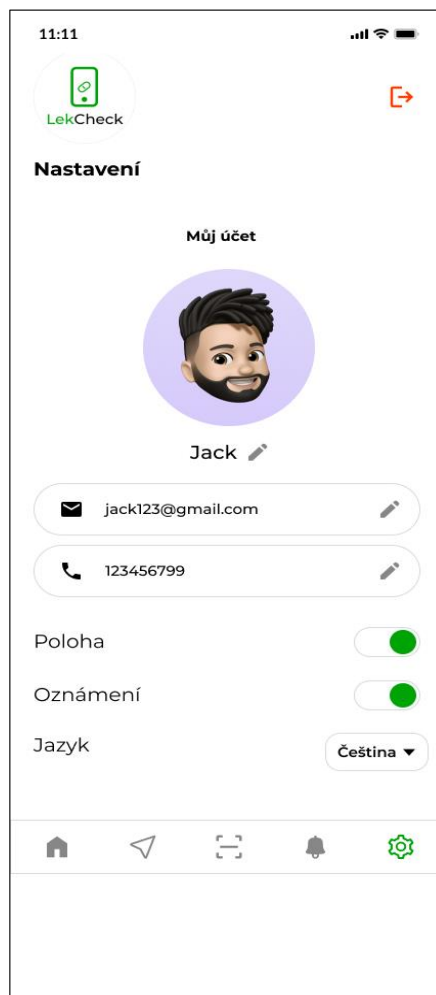 11:11
LekCheck
Nastavení
Můj účet
Jack
jack123@gmail.com
123456799
Poloha
Oznámení
Jazyk
Čeština